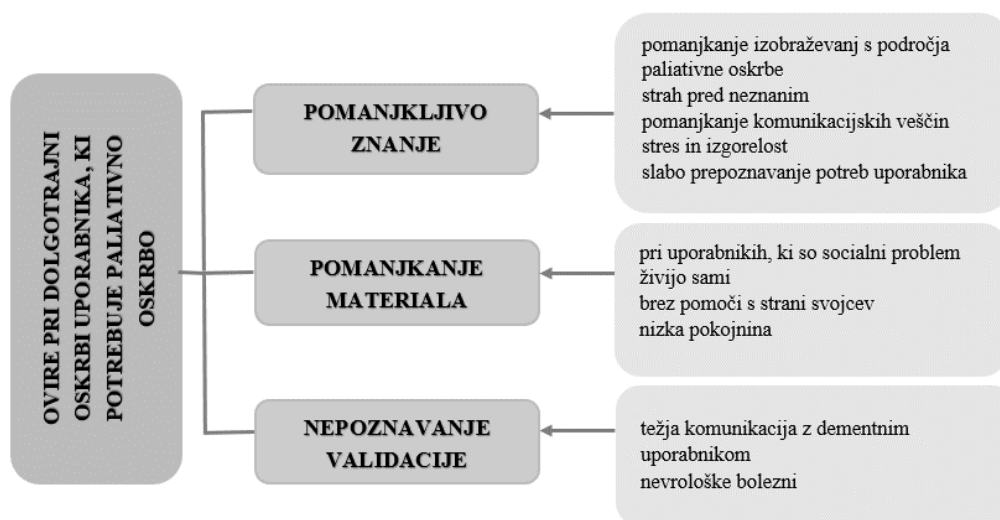 OVIRE PRI DOLGOTRAJNI
OSKRBI UPORABNIKA, KI
POTREBUJE PALIATIVNO
OSKRBO
POMANJKLJIVO
ZNANJE
pomanjkanje izobraževanj s področja
paliativne oskrbe
strah pred neznanim
pomanjkanje komunikacijskih veščin
stres in izgorelost
slabo prepoznavanje potreb uporabnika
POMANJKANJE
MATERIALA
pri uporabnikih, ki so socialni problem
živijo sami
brez pomoči s strani svojcev
nizka pokojnina
NEPOZNAVANJE
VALIDACIJE
težja komunikacija z dementnim
uporabnikom
nevrološke bolezni